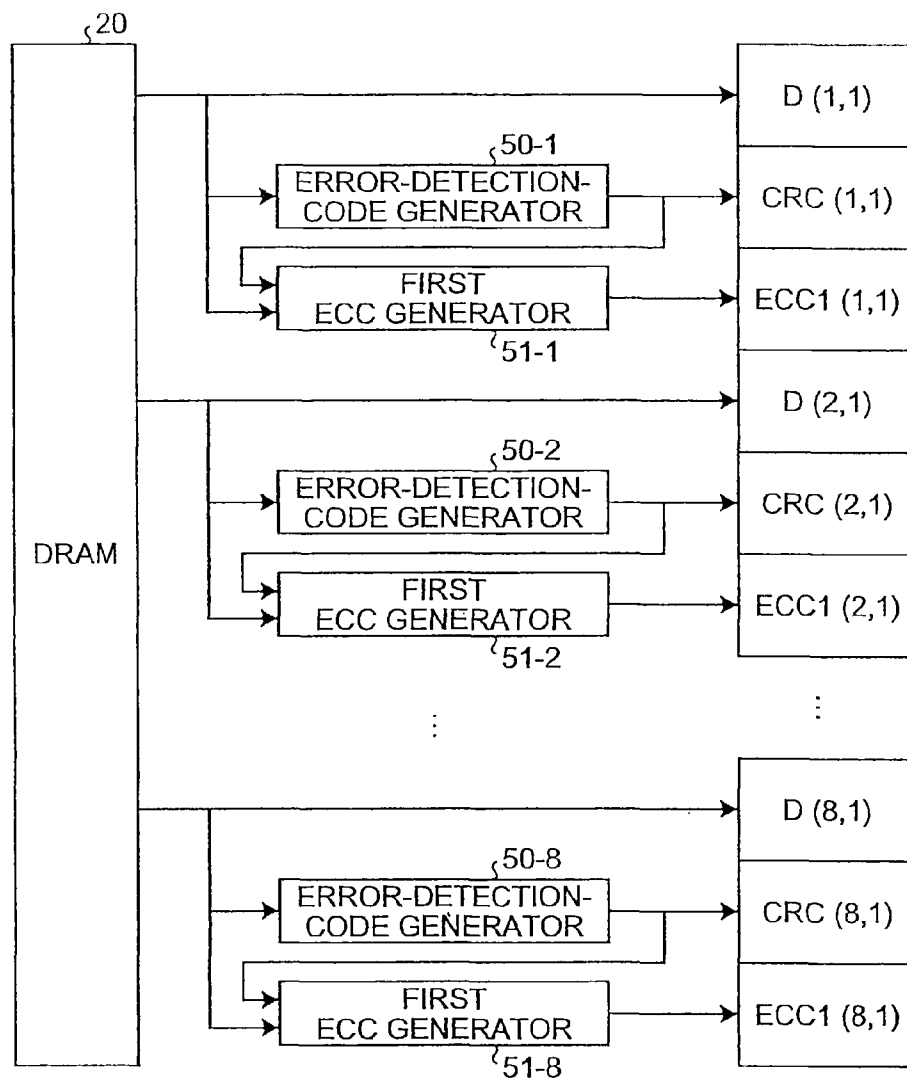 20
DRAM
D (1,1)
50-1
ERROR-DETECTION-
CODE GENERATOR
CRC (1,1)
FIRST
ECC GENERATOR
51-1
ECC1 (1,1)
D (2,1)
50-2
ERROR-DETECTION-
CODE GENERATOR
CRC (2,1)
FIRST
ECC GENERATOR
51-2
ECC1 (2,1)
D (8,1)
50-8
ERROR-DETECTION-
CODE GENERATOR
CRC (8,1)
FIRST
ECC GENERATOR
51-8
ECC1 (8,1)